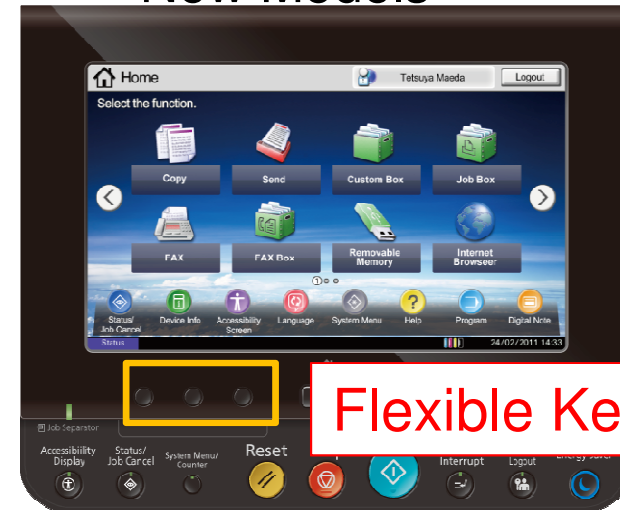 New Models
Home
Tetsuya Maeda
Logout
Select the function.
Copy
Send
Custom Box
Job Box
FAX
FAX Box
Removable
Memory
Internet
Browser
1
Status/
Job Cancel
Device Info
Accessibility
Screen
Language
System Menu
Help
Program
Digital Note
Status
24/02/2011 14:33
Flexible Ke
Job Separator
Accessibility
Display
Status/
Job Cancel
System Menu/
Counter
Reset
Interrupt
Logout
Energy Saver